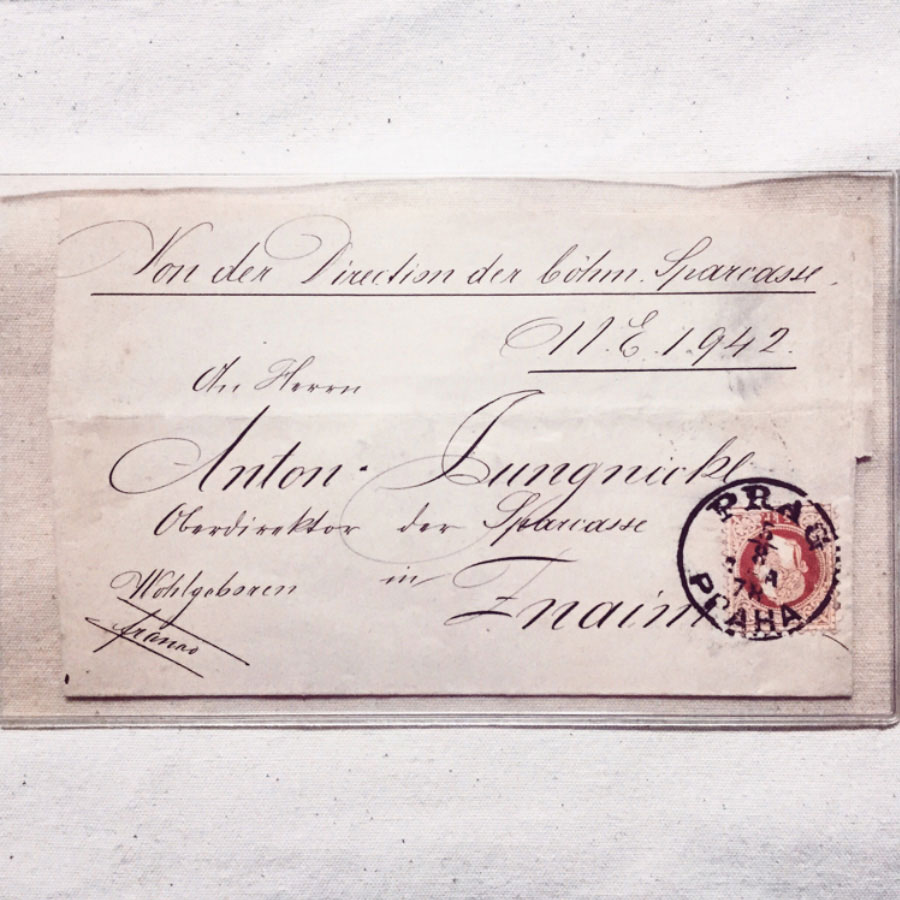 Von der Direction der böhm. Sparcasse.
N. E. 1942.
An Herrn
Anton Jungnickl
Oberdirektor der Sparcasse
Wohlgeboren in
Znaim
franco
PRAG
PRAHA